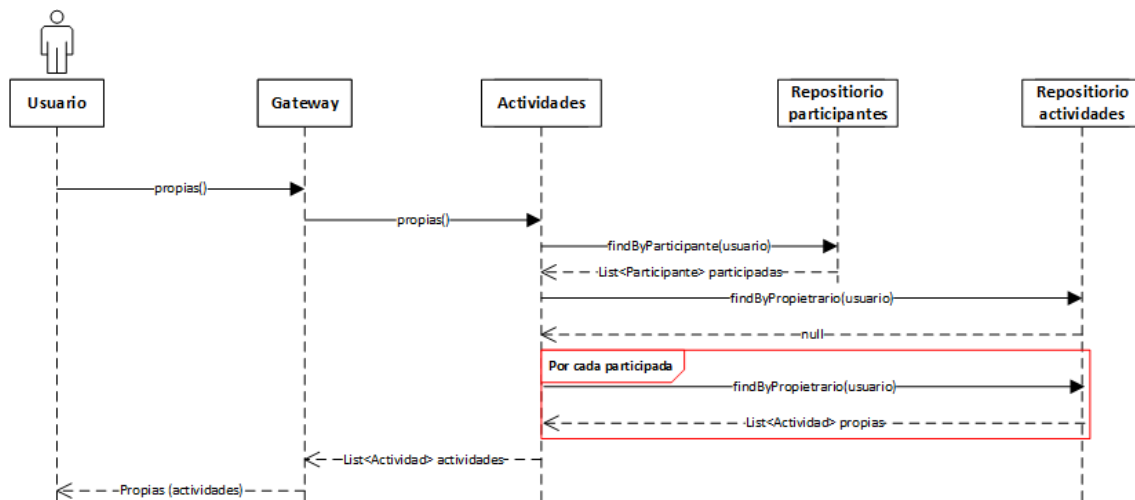 Usuario
Gateway
Actividades
Repositiorio
participantes
Repositiorio
actividades
propias()
propias()
findByParticipante(usuario)
List<Participante> participadas
findByPropietrario(usuario)
null
Por cada participada
findByPropietrario(usuario)
List<Actividad> propias
List<Actividad> actividades
Propias (actividades)